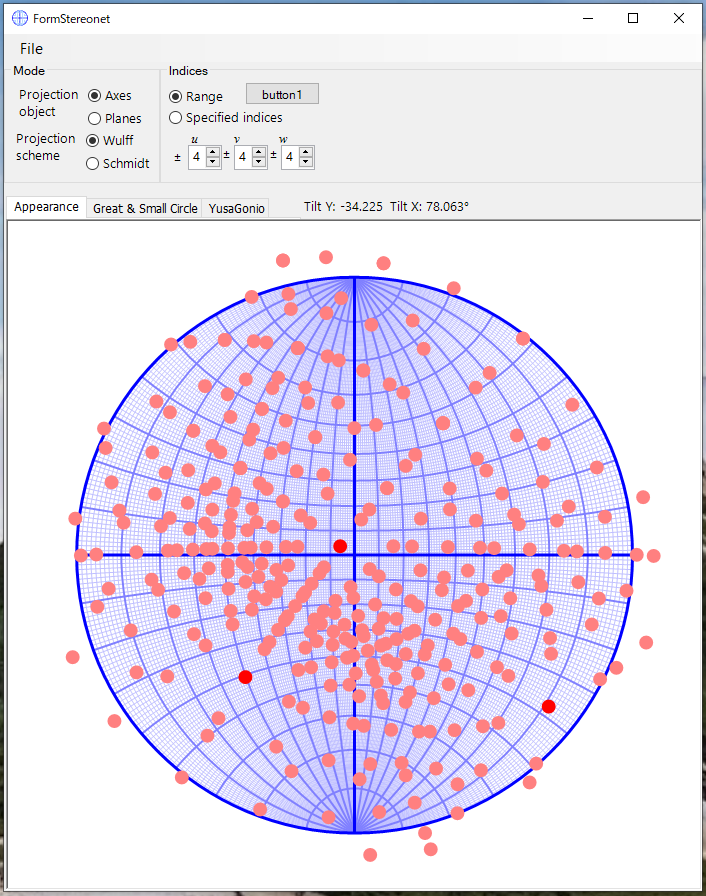 FormStereonet
File
Mode
Indices
Projection object
Axes
Planes
Range
button1
Specified indices
Projection scheme
Wulff
Schmidt
u v w
± 4 ± 4 ± 4
Appearance Great & Small Circle YusaGonio Tilt Y: -34.225 Tilt X: 78.063°